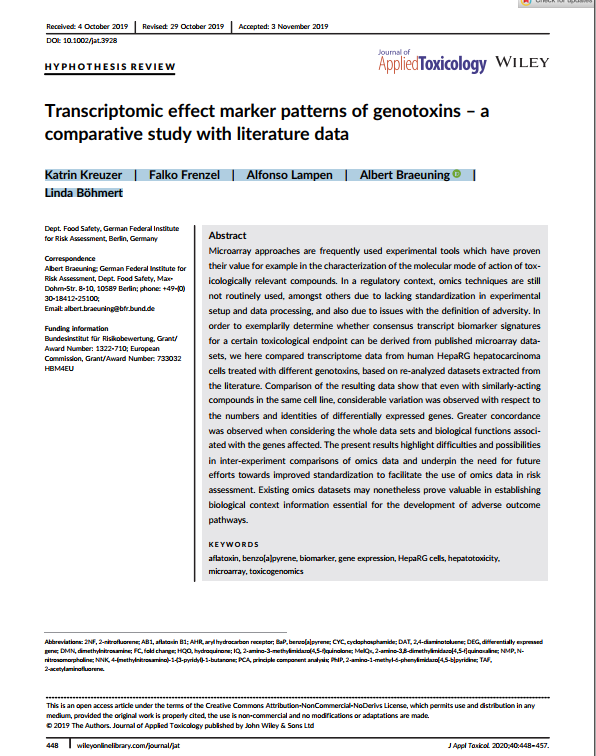 Check for updates
Received: 4 October 2019 | Revised: 29 October 2019 | Accepted: 3 November 2019
DOI: 10.1002/jat.3928
HYPHOTHESIS REVIEW
Journal of
AppliedToxicology WILEY
Transcriptomic effect marker patterns of genotoxins – a
comparative study with literature data
Katrin Kreuzer | Falko Frenzel | Alfonso Lampen | Albert Braeuning iD |
Linda Böhmert
Dept. Food Safety, German Federal Institute
for Risk Assessment, Berlin, Germany
Correspondence
Albert Braeuning; German Federal Institute for
Risk Assessment, Dept. Food Safety, Max-
Dohrn-Str. 8-10, 10589 Berlin; phone: +49-(0)
30-18412-25100;
Email: albert.braeuning@bfr.bund.de
Funding information
Bundesinstitut für Risikobewertung, Grant/
Award Number: 1322-710; European
Commission, Grant/Award Number: 733032
HBM4EU
Abstract
Microarray approaches are frequently used experimental tools which have proven
their value for example in the characterization of the molecular mode of action of tox-
icologically relevant compounds. In a regulatory context, omics techniques are still
not routinely used, amongst others due to lacking standardization in experimental
setup and data processing, and also due to issues with the definition of adversity. In
order to exemplarily determine whether consensus transcript biomarker signatures
for a certain toxicological endpoint can be derived from published microarray data-
sets, we here compared transcriptome data from human HepaRG hepatocarcinoma
cells treated with different genotoxins, based on re-analyzed datasets extracted from
the literature. Comparison of the resulting data show that even with similarly-acting
compounds in the same cell line, considerable variation was observed with respect to
the numbers and identities of differentially expressed genes. Greater concordance
was observed when considering the whole data sets and biological functions associ-
ated with the genes affected. The present results highlight difficulties and possibilities
in inter-experiment comparisons of omics data and underpin the need for future
efforts towards improved standardization to facilitate the use of omics data in risk
assessment. Existing omics datasets may nonetheless prove valuable in establishing
biological context information essential for the development of adverse outcome
pathways.
KEYWORDS
aflatoxin, benzo[a]pyrene, biomarker, gene expression, HepaRG cells, hepatotoxicity,
microarray, toxicogenomics
Abbreviations: 2NF, 2-nitrofluorene; AB1, aflatoxin B1; AHR, aryl hydrocarbon receptor; BaP, benzo[a]pyrene; CYC, cyclophosphamide; DAT, 2,4-diaminotoluene; DEG, differentially expressed
gene; DMN, dimethylnitrosamine; FC, fold change; HQO, hydroquinone; IQ, 2-amino-3-methylimidazo[4,5-f]quinolone; MeIQx, 2-amino-3,8-dimethylimidazo[4,5-f]quinoxaline; NMP, N-
nitrosomorpholine; NNK, 4-(methylnitrosamino)-1-(3-pyridyl)-1-butanone; PCA, principle component analysis; PhIP, 2-amino-1-methyl-6-phenylimidazo[4,5-b]pyridine; TAF,
2-acetylaminofluorene.
This is an open access article under the terms of the Creative Commons Attribution-NonCommercial-NoDerivs License, which permits use and distribution in any
medium, provided the original work is properly cited, the use is non-commercial and no modifications or adaptations are made.
© 2019 The Authors. Journal of Applied Toxicology published by John Wiley & Sons Ltd
448 | wileyonlinelibrary.com/journal/jat J Appl Toxicol. 2020;40:448–457.